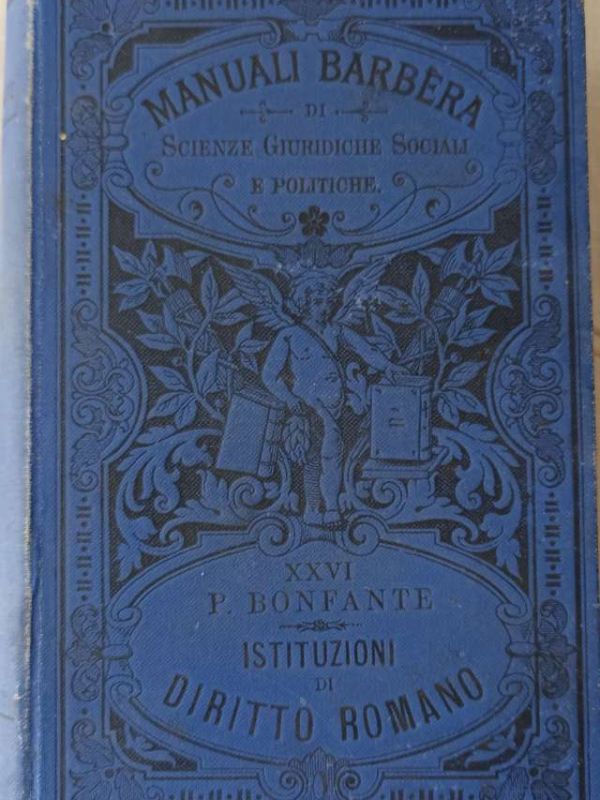 MANUALI BARBÈRA
DI
SCIENZE GIURIDICHE SOCIALI
E POLITICHE.
XXVI
P. BONFANTE
ISTITUZIONI
DI
DIRITTO ROMANO